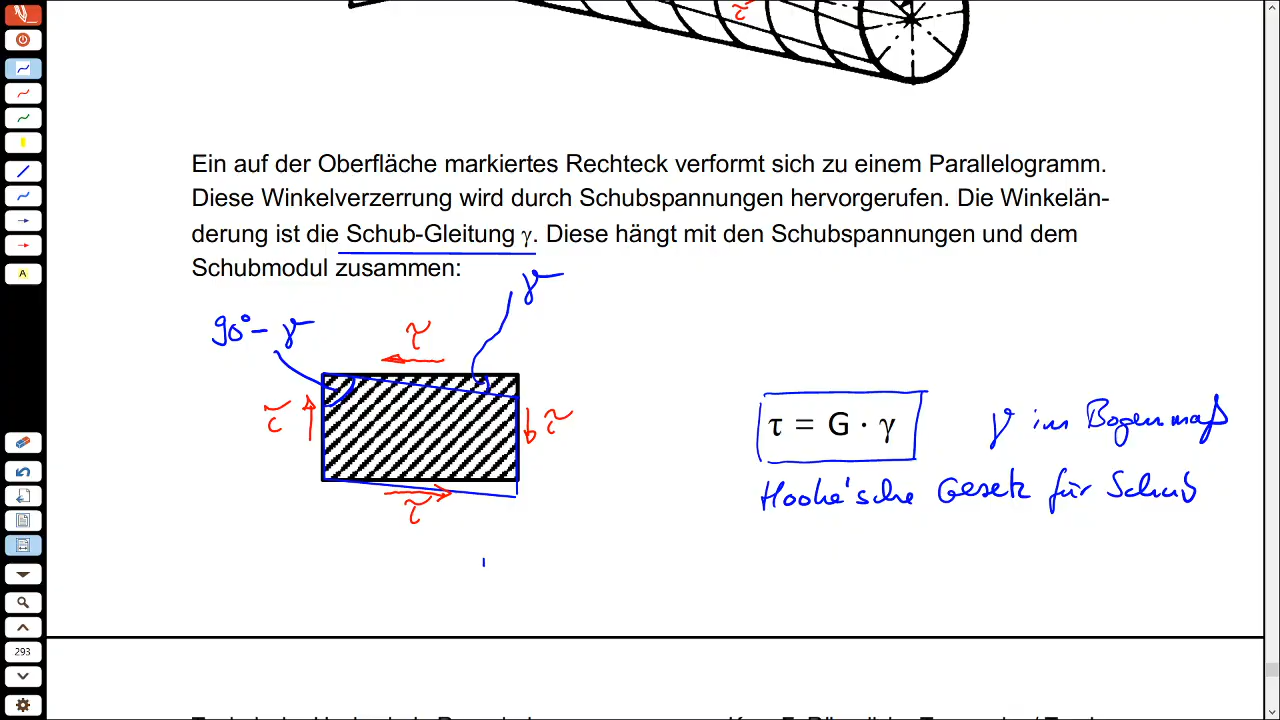 τ
Ein auf der Oberfläche markiertes Rechteck verformt sich zu einem Parallelogramm.
Diese Winkelverzerrung wird durch Schubspannungen hervorgerufen. Die Winkelän-
derung ist die Schub-Gleitung γ. Diese hängt mit den Schubspannungen und dem
Schubmodul zusammen:
γ
90° - γ
τ
τ
τ
τ
τ = G · γ
γ im Bogenmaß
Hooke'sche Gesetz für Schub
A
293